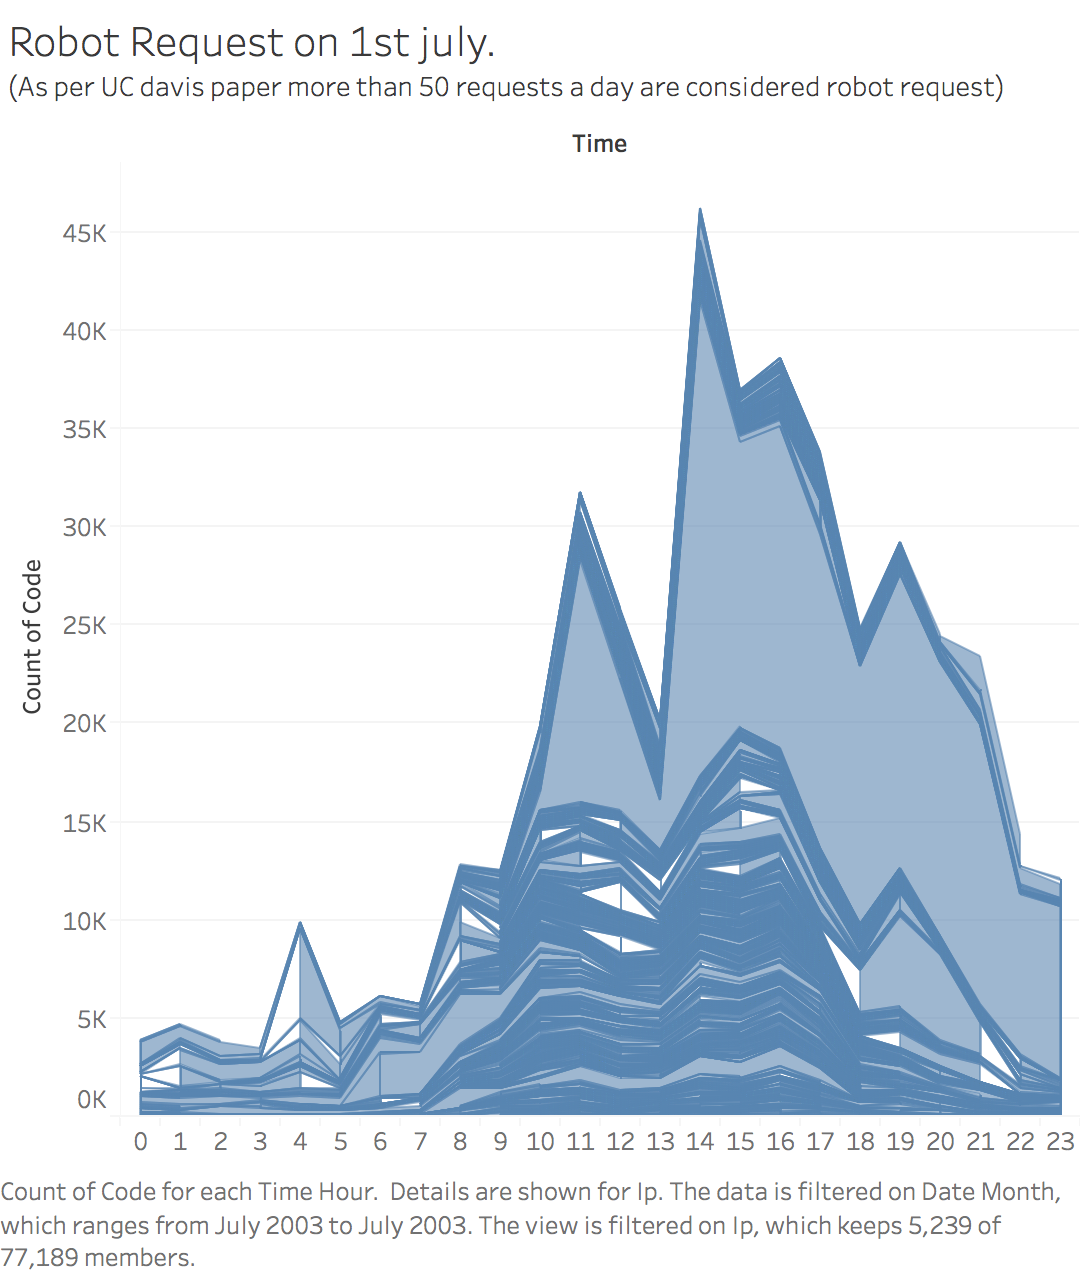 Robot Request on 1st july.
(As per UC davis paper more than 50 requests a day are considered robot request)
Time
45K
40K
35K
30K
25K
20K
15K
10K
5K
0K
Count of Code
0 1 2 3 4 5 6 7 8 9 10 11 12 13 14 15 16 17 18 19 20 21 22 23
Count of Code for each Time Hour.  Details are shown for Ip. The data is filtered on Date Month,
which ranges from July 2003 to July 2003. The view is filtered on Ip, which keeps 5,239 of
77,189 members.